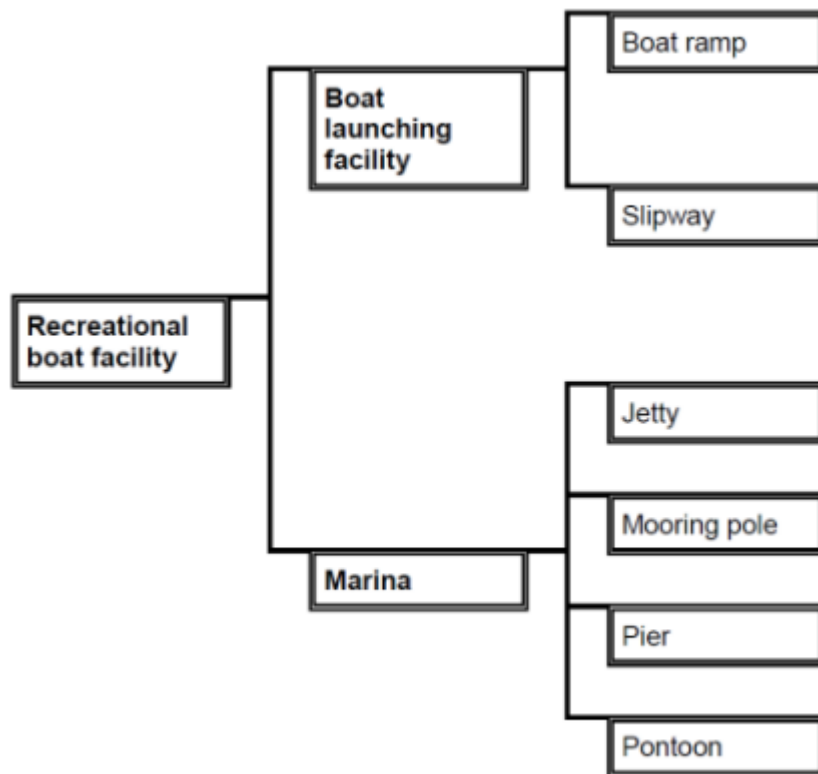 Boat ramp
Boat
launching
facility
Slipway
Recreational
boat facility
Jetty
Mooring pole
Marina
Pier
Pontoon